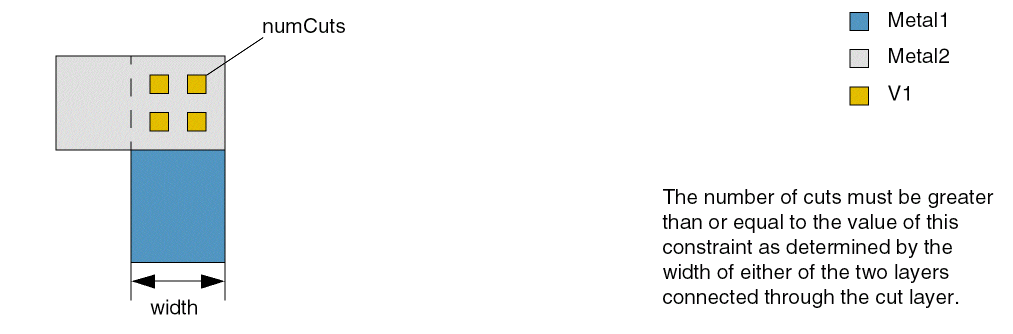 numCuts
width
Metal1
Metal2
V1
The number of cuts must be greater
than or equal to the value of this
constraint as determined by the
width of either of the two layers
connected through the cut layer.